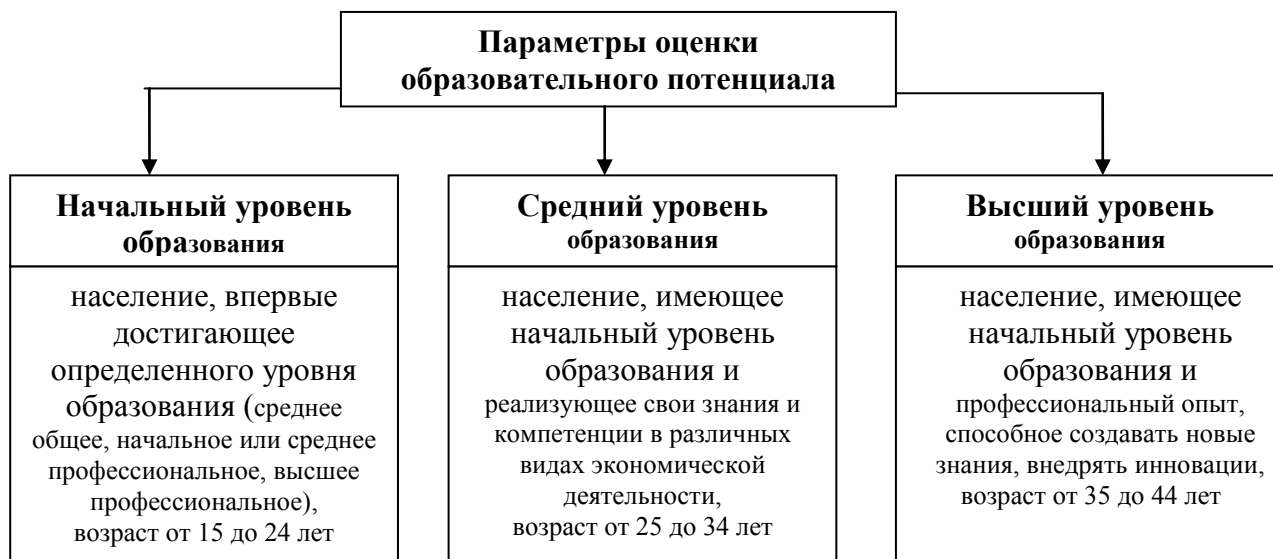 Параметры оценки
образовательного потенциала
Начальный уровень
образования
население, впервые
достигающее
определенного уровня
образования (среднее
общее, начальное или среднее
профессиональное, высшее
профессиональное),
возраст от 15 до 24 лет
Средний уровень
образования
население, имеющее
начальный уровень
образования и
реализующее свои знания и
компетенции в различных
видах экономической
деятельности,
возраст от 25 до 34 лет
Высший уровень
образования
население, имеющее
начальный уровень
образования и
профессиональный опыт,
способное создавать новые
знания, внедрять инновации,
возраст от 35 до 44 лет